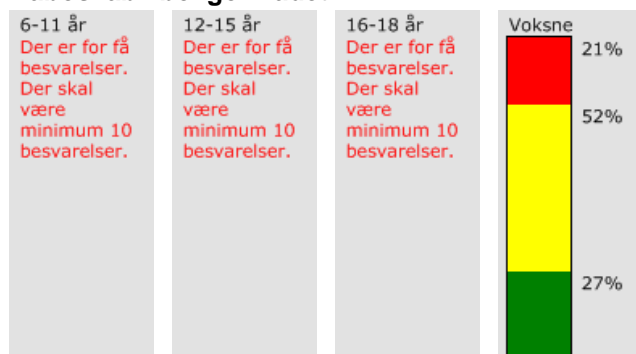 6-11 år
Der er for få
besvarelser.
Der skal
være
minimum 10
besvarelser.
12-15 år
Der er for få
besvarelser.
Der skal
være
minimum 10
besvarelser.
16-18 år
Der er for få
besvarelser.
Der skal
være
minimum 10
besvarelser.
Voksne
21%
52%
27%